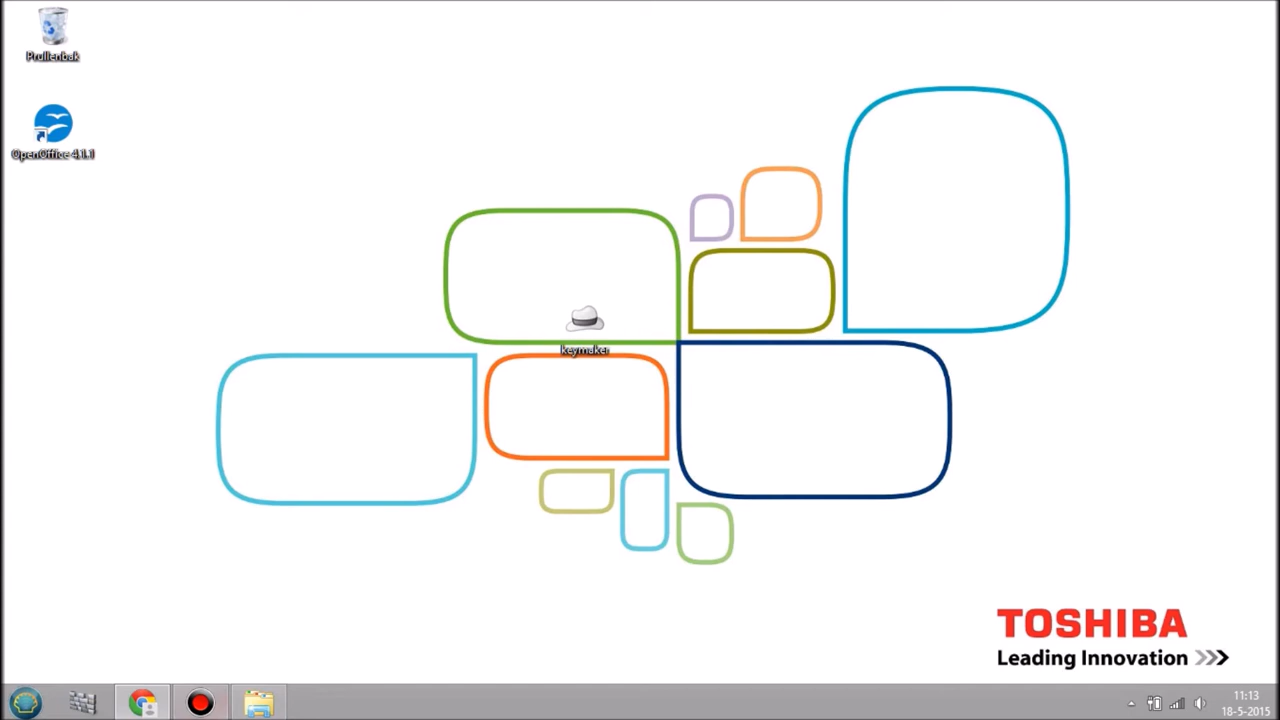 Prullenbak
OpenOffice 4.1.1
keymaker
TOSHIBA
Leading Innovation
11:13
18-5-2015